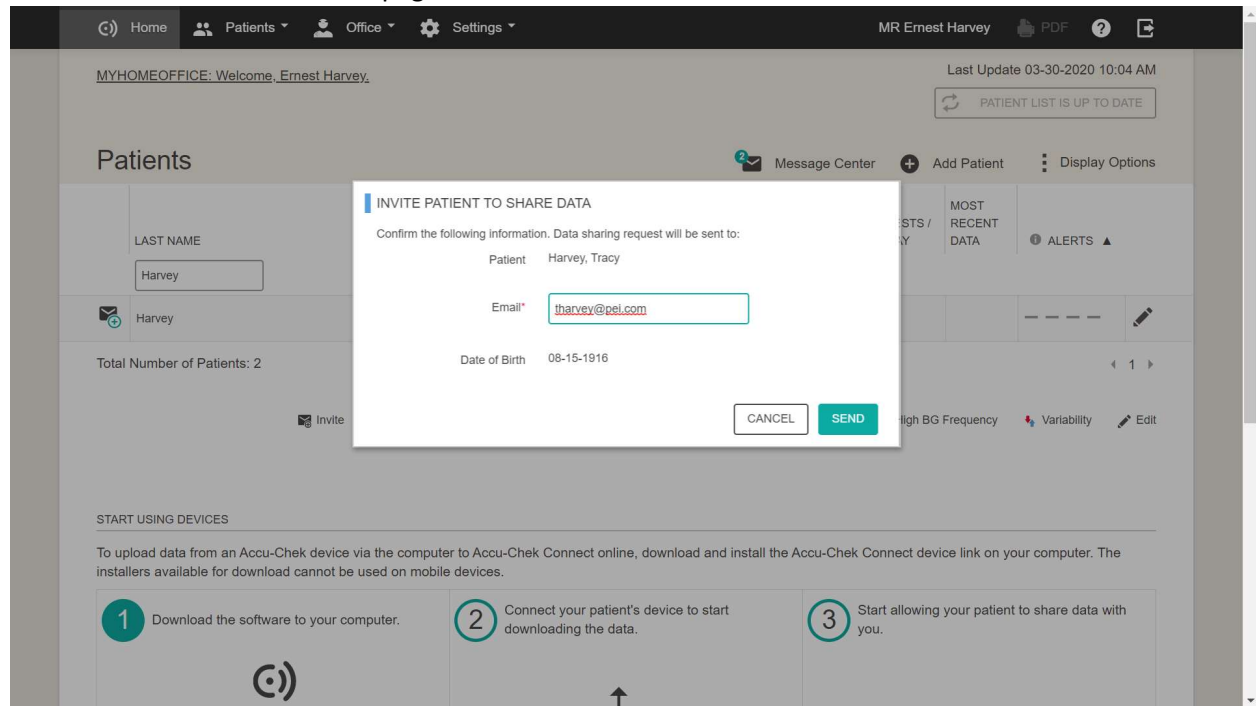 Home Patients Office Settings MR Ernest Harvey PDF ?
MYHOMEOFFICE: Welcome, Ernest Harvey.
Last Update 03-30-2020 10:04 AM
PATIENT LIST IS UP TO DATE
Patients
2 Message Center Add Patient Display Options
INVITE PATIENT TO SHARE DATA
Confirm the following information. Data sharing request will be sent to:
Patient Harvey, Tracy
Email* tharvey@pei.com
Date of Birth 08-15-1916
CANCEL SEND
LAST NAME
STS /
MOST
RECENT
DATA
ALERTS ▲
Harvey
Harvey
Total Number of Patients: 2
1
Invite
High BG Frequency Variability Edit
START USING DEVICES
To upload data from an Accu-Chek device via the computer to Accu-Chek Connect online, download and install the Accu-Chek Connect device link on your computer. The
installers available for download cannot be used on mobile devices.
1 Download the software to your computer.
2 Connect your patient's device to start
downloading the data.
3 Start allowing your patient to share data with
you.